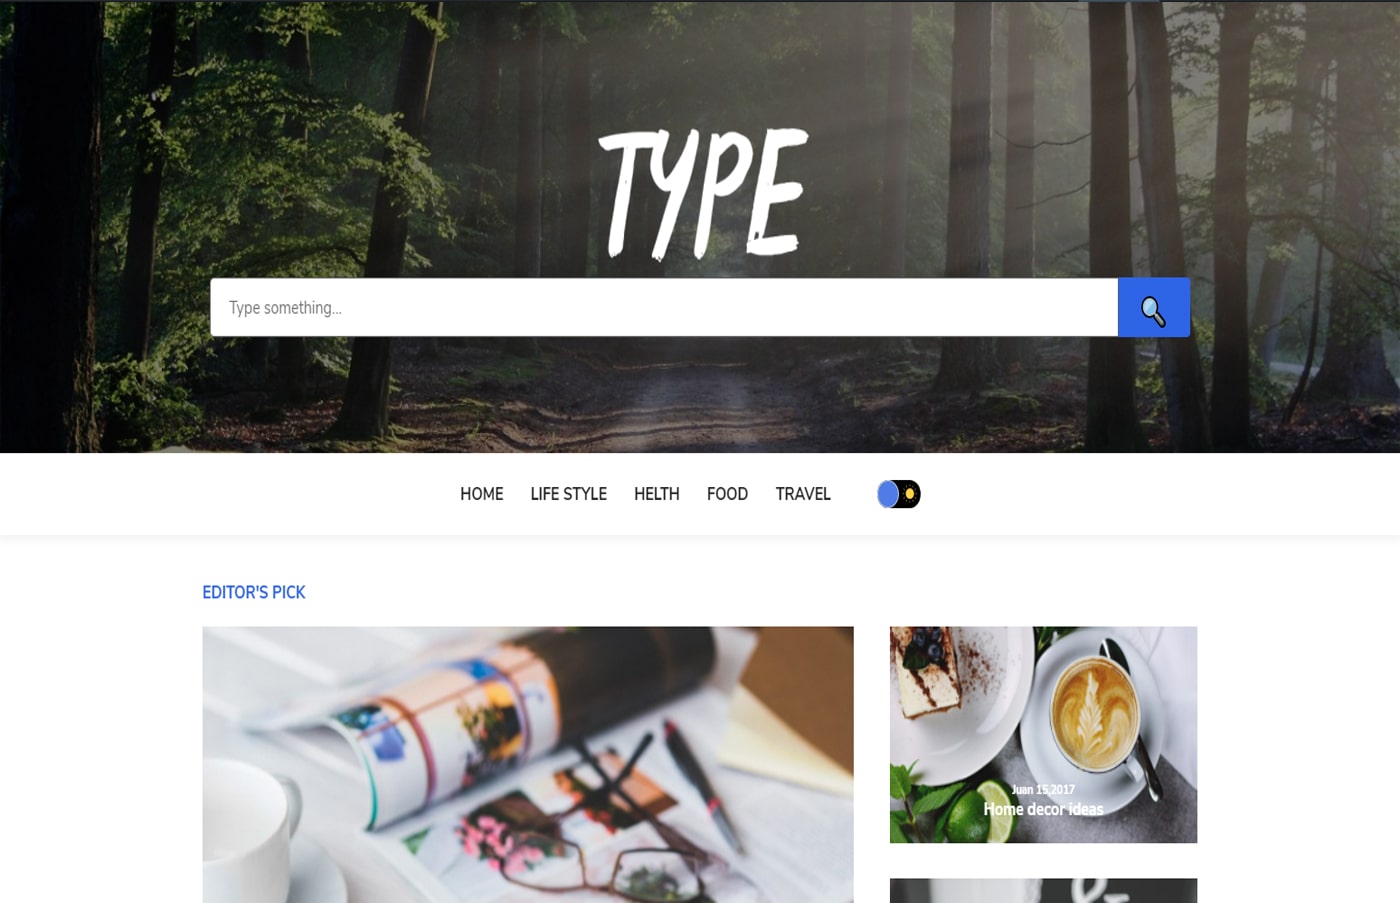 TYPE
Type something...
HOME LIFE STYLE HELTH FOOD TRAVEL
EDITOR'S PICK
Juan 15,2017
Home decor ideas
&